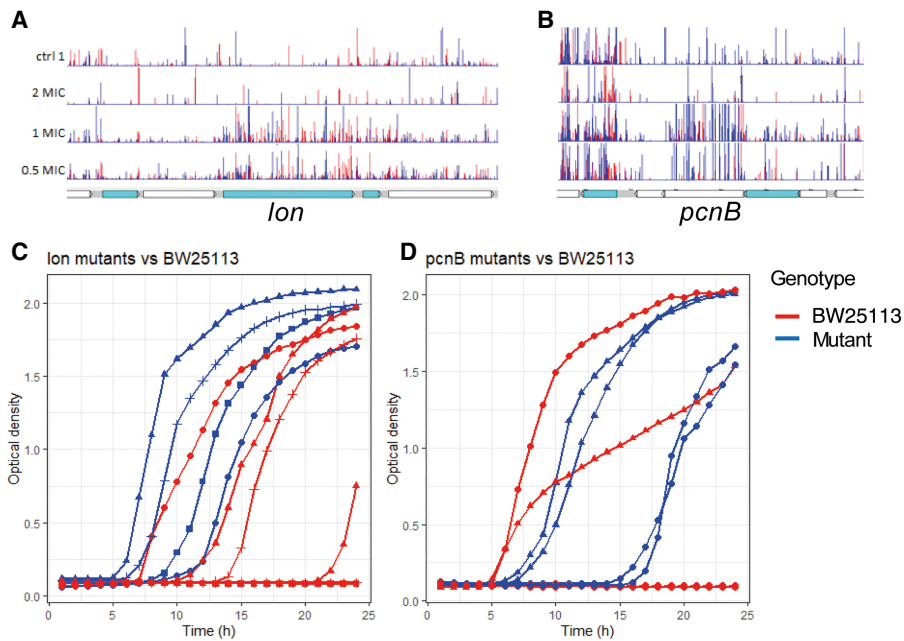 A
B
ctrl 1
2 MIC
1 MIC
0.5 MIC
lon
pcnB
C
lon mutants vs BW25113
D
pcnB mutants vs BW25113
Optical density
2.0
1.5
1.0
0.5
0.0
0
5
10
15
20
25
Time (h)
Optical density
2.0
1.5
1.0
0.5
0.0
0
5
10
15
20
25
Time (h)
Genotype
BW25113
Mutant